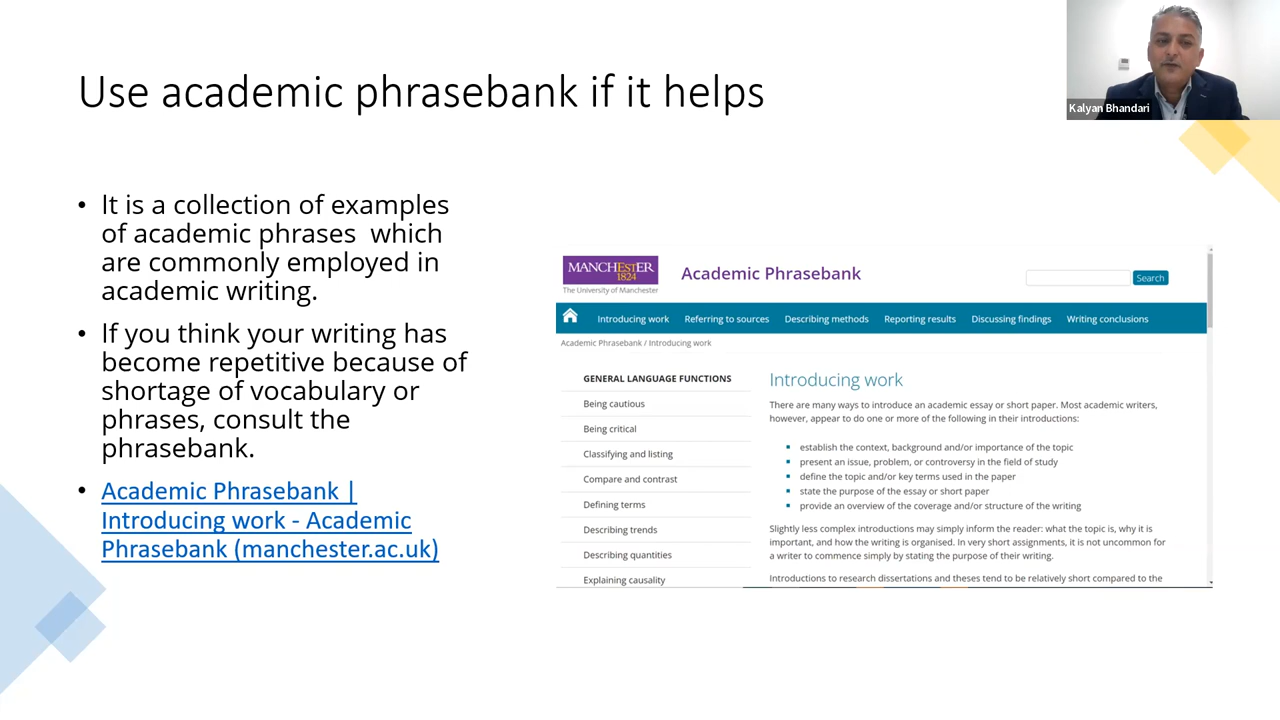 Use academic phrasebank if it helps
Kalyan Bhandari
• It is a collection of examples
of academic phrases which
are commonly employed in
academic writing.
• If you think your writing has
become repetitive because of
shortage of vocabulary or
phrases, consult the
phrasebank.
• Academic Phrasebank |
Introducing work - Academic
Phrasebank (manchester.ac.uk)
MANCHESTER
1824
The University of Manchester
Academic Phrasebank
Search
Introducing work Referring to sources Describing methods Reporting results Discussing findings Writing conclusions
Academic Phrasebank / Introducing work
GENERAL LANGUAGE FUNCTIONS
Being cautious
Being critical
Classifying and listing
Compare and contrast
Defining terms
Describing trends
Describing quantities
Explaining causality
Introducing work
There are many ways to introduce an academic essay or short paper. Most academic writers,
however, appear to do one or more of the following in their introductions:
establish the context, background and/or importance of the topic
present an issue, problem, or controversy in the field of study
define the topic and/or key terms used in the paper
state the purpose of the essay or short paper
provide an overview of the coverage and/or structure of the writing
Slightly less complex introductions may simply inform the reader: what the topic is, why it is
important, and how the writing is organised. In very short assignments, it is not uncommon for
a writer to commence simply by stating the purpose of their writing.
Introductions to research dissertations and theses tend to be relatively short compared to the